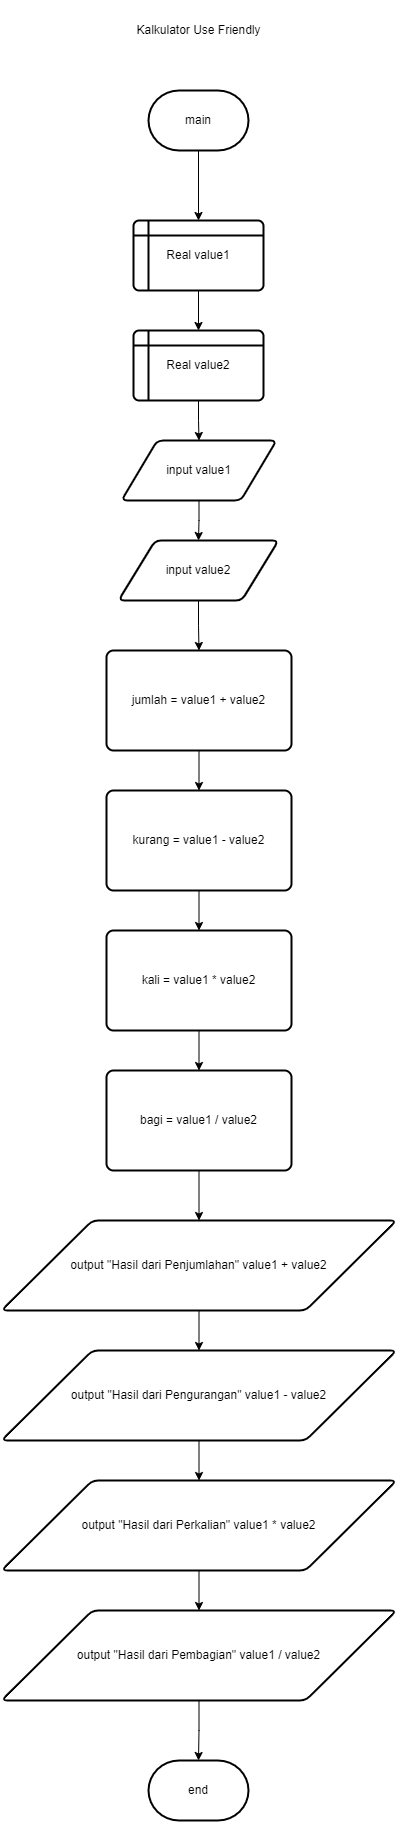 Kalkulator Use Friendly
main
Real value1
Real value2
input value1
input value2
jumlah = value1 + value2
kurang = value1 - value2
kali = value1 * value2
bagi = value1 / value2
output "Hasil dari Penjumlahan" value1 + value2
output "Hasil dari Pengurangan" value1 - value2
output "Hasil dari Perkalian" value1 * value2
output "Hasil dari Pembagian" value1 / value2
end